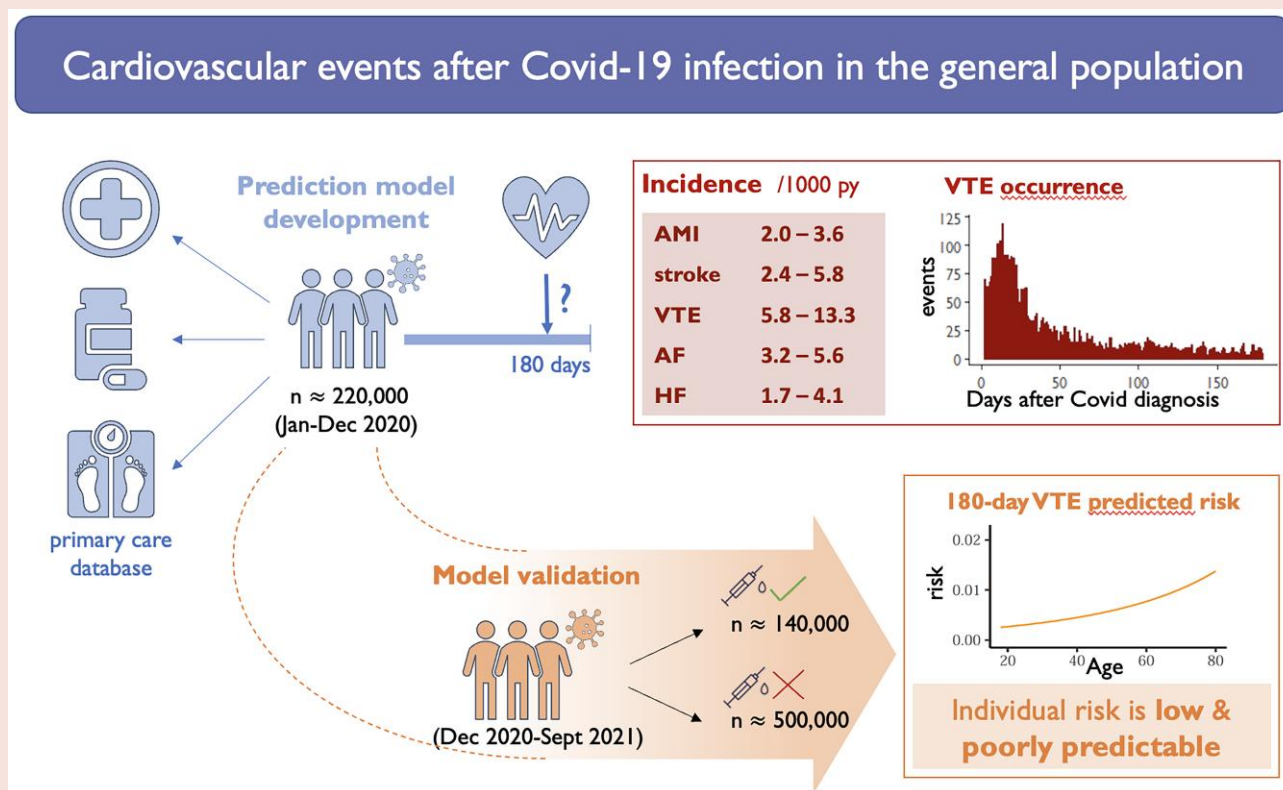 Cardiovascular events after Covid-19 infection in the general population
Prediction model
development
?
180 days
n ≈ 220,000
(Jan-Dec 2020)
primary care
database
Incidence /1000 py
AMI 2.0 – 3.6
stroke 2.4 – 5.8
VTE 5.8 – 13.3
AF 3.2 – 5.6
HF 1.7 – 4.1
VTE occurrence
125
100
75
50
25
0
events
0 50 100 150
Days after Covid diagnosis
Model validation
(Dec 2020-Sept 2021)
n ≈ 140,000
n ≈ 500,000
180-day VTE predicted risk
0.02
0.01
0.00
risk
20 40 60 80
Age
Individual risk is low &
poorly predictable